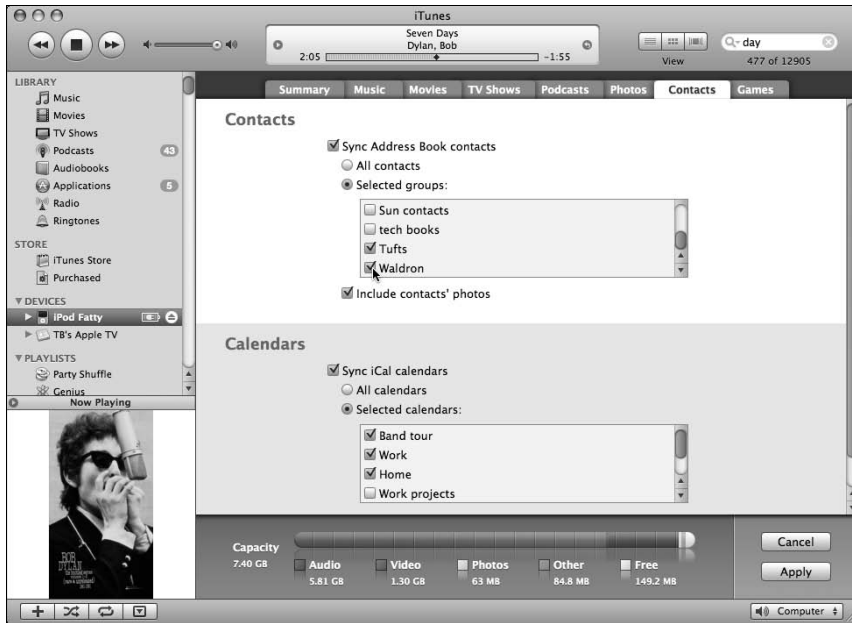 iTunes
Seven Days
Dylan, Bob
2:05 -1:55
View
day
477 of 12905
LIBRARY
Music
Movies
TV Shows
Podcasts 43
Audiobooks
Applications 5
Radio
Ringtones
STORE
iTunes Store
Purchased
DEVICES
iPod Fatty
TB's Apple TV
PLAYLISTS
Party Shuffle
Genius
Now Playing
BOB
DYLAN
Summary Music Movies TV Shows Podcasts Photos Contacts Games
Contacts
Sync Address Book contacts
All contacts
Selected groups:
Sun contacts
tech books
Tufts
Waldron
Include contacts' photos
Calendars
Sync iCal calendars
All calendars
Selected calendars:
Band tour
Work
Home
Work projects
Capacity
7.40 GB
Audio
5.81 GB
Video
1.30 GB
Photos
63 MB
Other
84.8 MB
Free
149.2 MB
Cancel
Apply
Computer